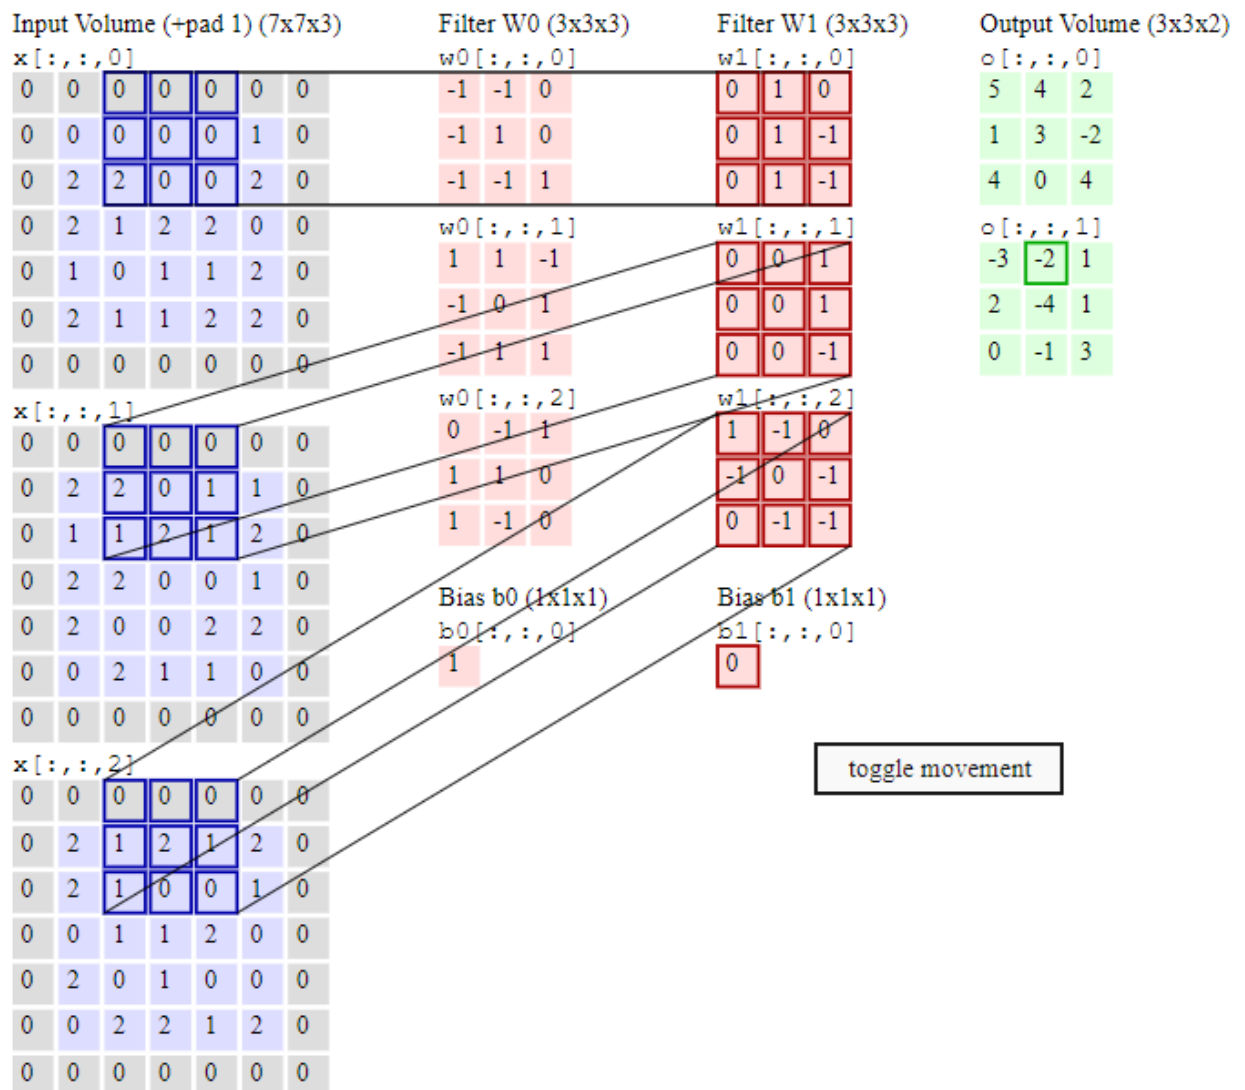 Input Volume (+pad 1) (7x7x3)
x[:,:,0]
0 0 0 0 0 0 0
0 0 0 0 0 1 0
0 2 2 0 0 2 0
0 2 1 2 2 0 0
0 1 0 1 1 2 0
0 2 1 1 2 2 0
0 0 0 0 0 0 0
x[:,:,1]
0 0 0 0 0 0 0
0 2 2 0 1 1 0
0 1 1 2 1 2 0
0 2 2 0 0 1 0
0 2 0 0 2 2 0
0 0 2 1 1 0 0
0 0 0 0 0 0 0
x[:,:,2]
0 0 0 0 0 0 0
0 2 1 2 1 2 0
0 2 1 0 0 1 0
0 0 1 1 2 0 0
0 2 0 1 0 0 0
0 0 2 2 1 2 0
0 0 0 0 0 0 0
Filter W0 (3x3x3)
w0[:,:,0]
-1 -1 0
-1 1 0
-1 -1 1
w0[:,:,1]
1 1 -1
-1 0 1
-1 1 1
w0[:,:,2]
0 -1 1
1 1 0
1 -1 0
Bias b0 (1x1x1)
b0[:,:,0]
1
Filter W1 (3x3x3)
w1[:,:,0]
0 1 0
0 1 -1
0 1 -1
w1[:,:,1]
0 0 1
0 0 1
0 0 -1
w1[:,:,2]
1 -1 0
-1 0 -1
0 -1 -1
Bias b1 (1x1x1)
b1[:,:,0]
0
Output Volume (3x3x2)
o[:,:,0]
5 4 2
1 3 -2
4 0 4
o[:,:,1]
-3 -2 1
2 -4 1
0 -1 3
toggle movement